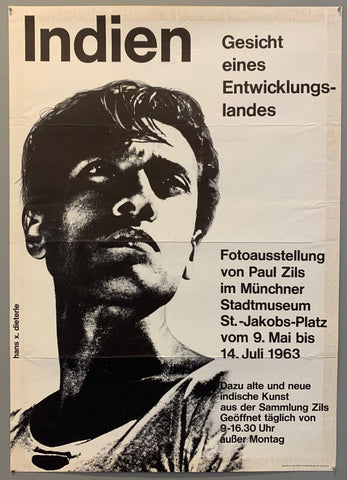 Indien
Gesicht
eines
Entwicklungs-
landes
Fotoausstellung
von Paul Zils
im Münchner
Stadtmuseum
St.-Jakobs-Platz
vom 9. Mai bis
14. Juli 1963
Dazu alte und neue
indische Kunst
aus der Sammlung Zils
Geöffnet täglich von
9-16.30 Uhr
außer Montag
hans x. dieterle